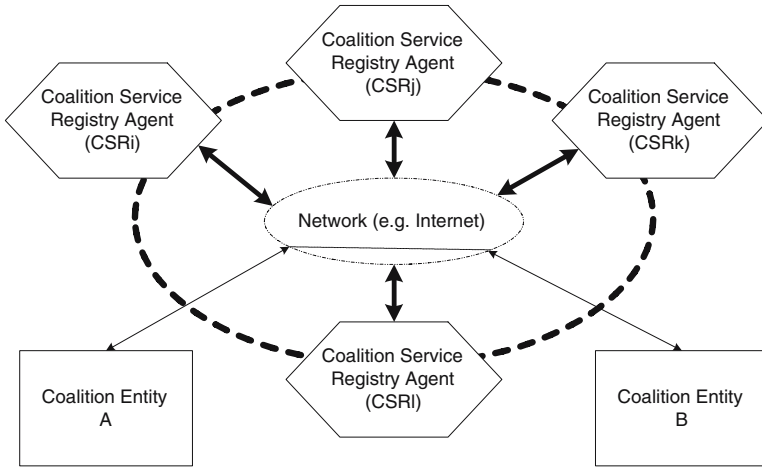 Coalition Service
Registry Agent
(CSRj)
Coalition Service
Registry Agent
(CSRi)
Coalition Service
Registry Agent
(CSRk)
Network (e.g. Internet)
Coalition Service
Registry Agent
(CSRl)
Coalition Entity
A
Coalition Entity
B